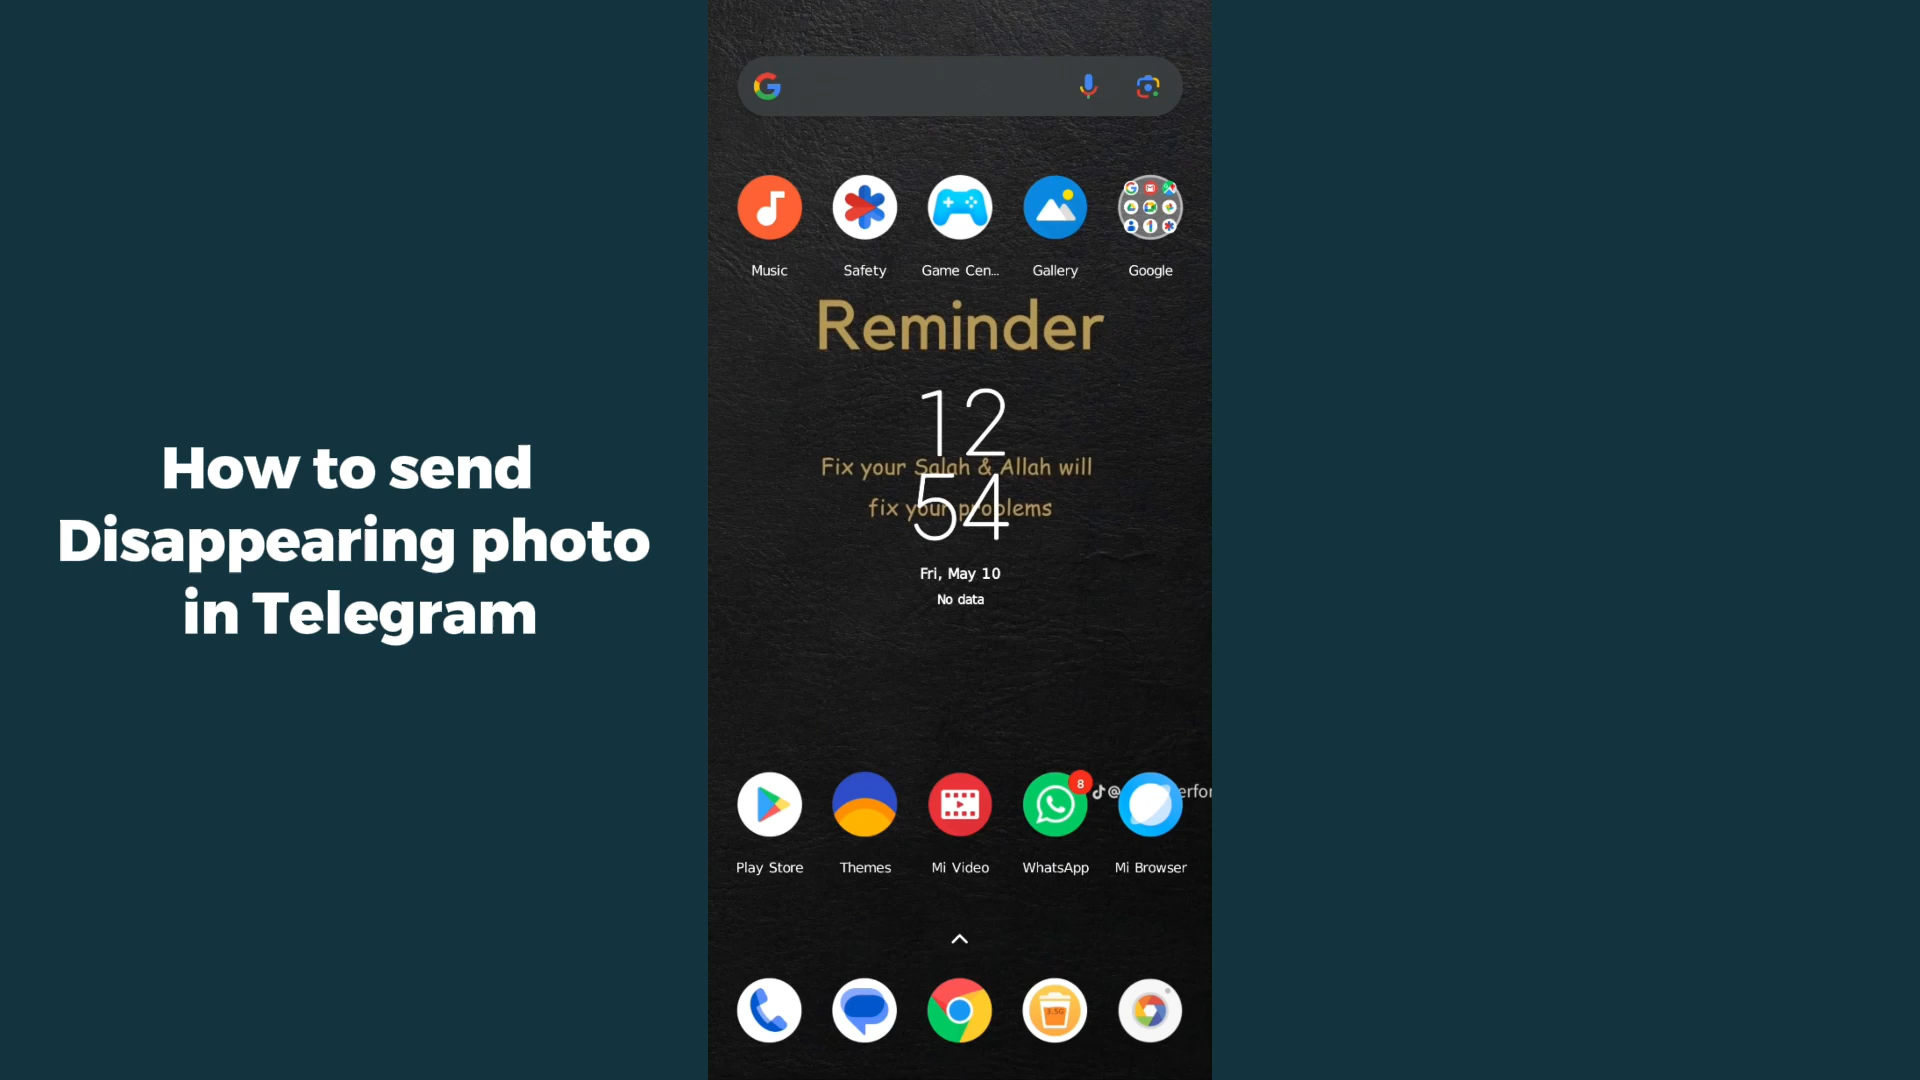 How to send
Disappearing photo
in Telegram
Music
Safety
Game Cen...
Gallery
Google
Reminder
12
Fix your Salah & Allah will
54
fix your problems
Fri, May 10
No data
8
Play Store
Themes
Mi Video
WhatsApp
Mi Browser
3.5G